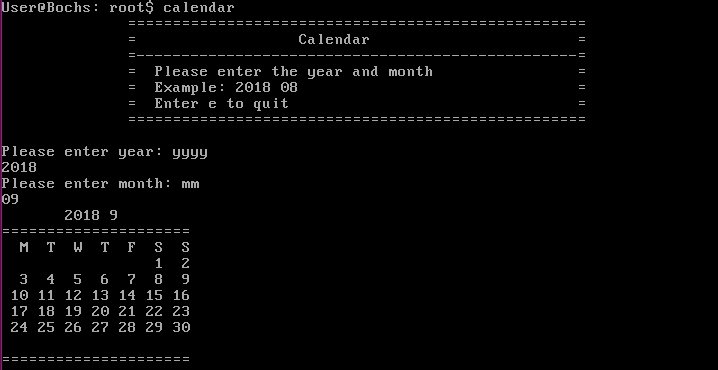 User@Bochs: root$ calendar
===================================================
=                  Calendar                       =
=-------------------------------------------------=
=  Please enter the year and month                =
=  Example: 2018 08                               =
=  Enter e to quit                                =
===================================================
Please enter year: yyyy
2018
Please enter month: mm
09
       2018 9
=====================
  M  T  W  T  F  S  S
                 1  2
  3  4  5  6  7  8  9
 10 11 12 13 14 15 16
 17 18 19 20 21 22 23
 24 25 26 27 28 29 30
=====================